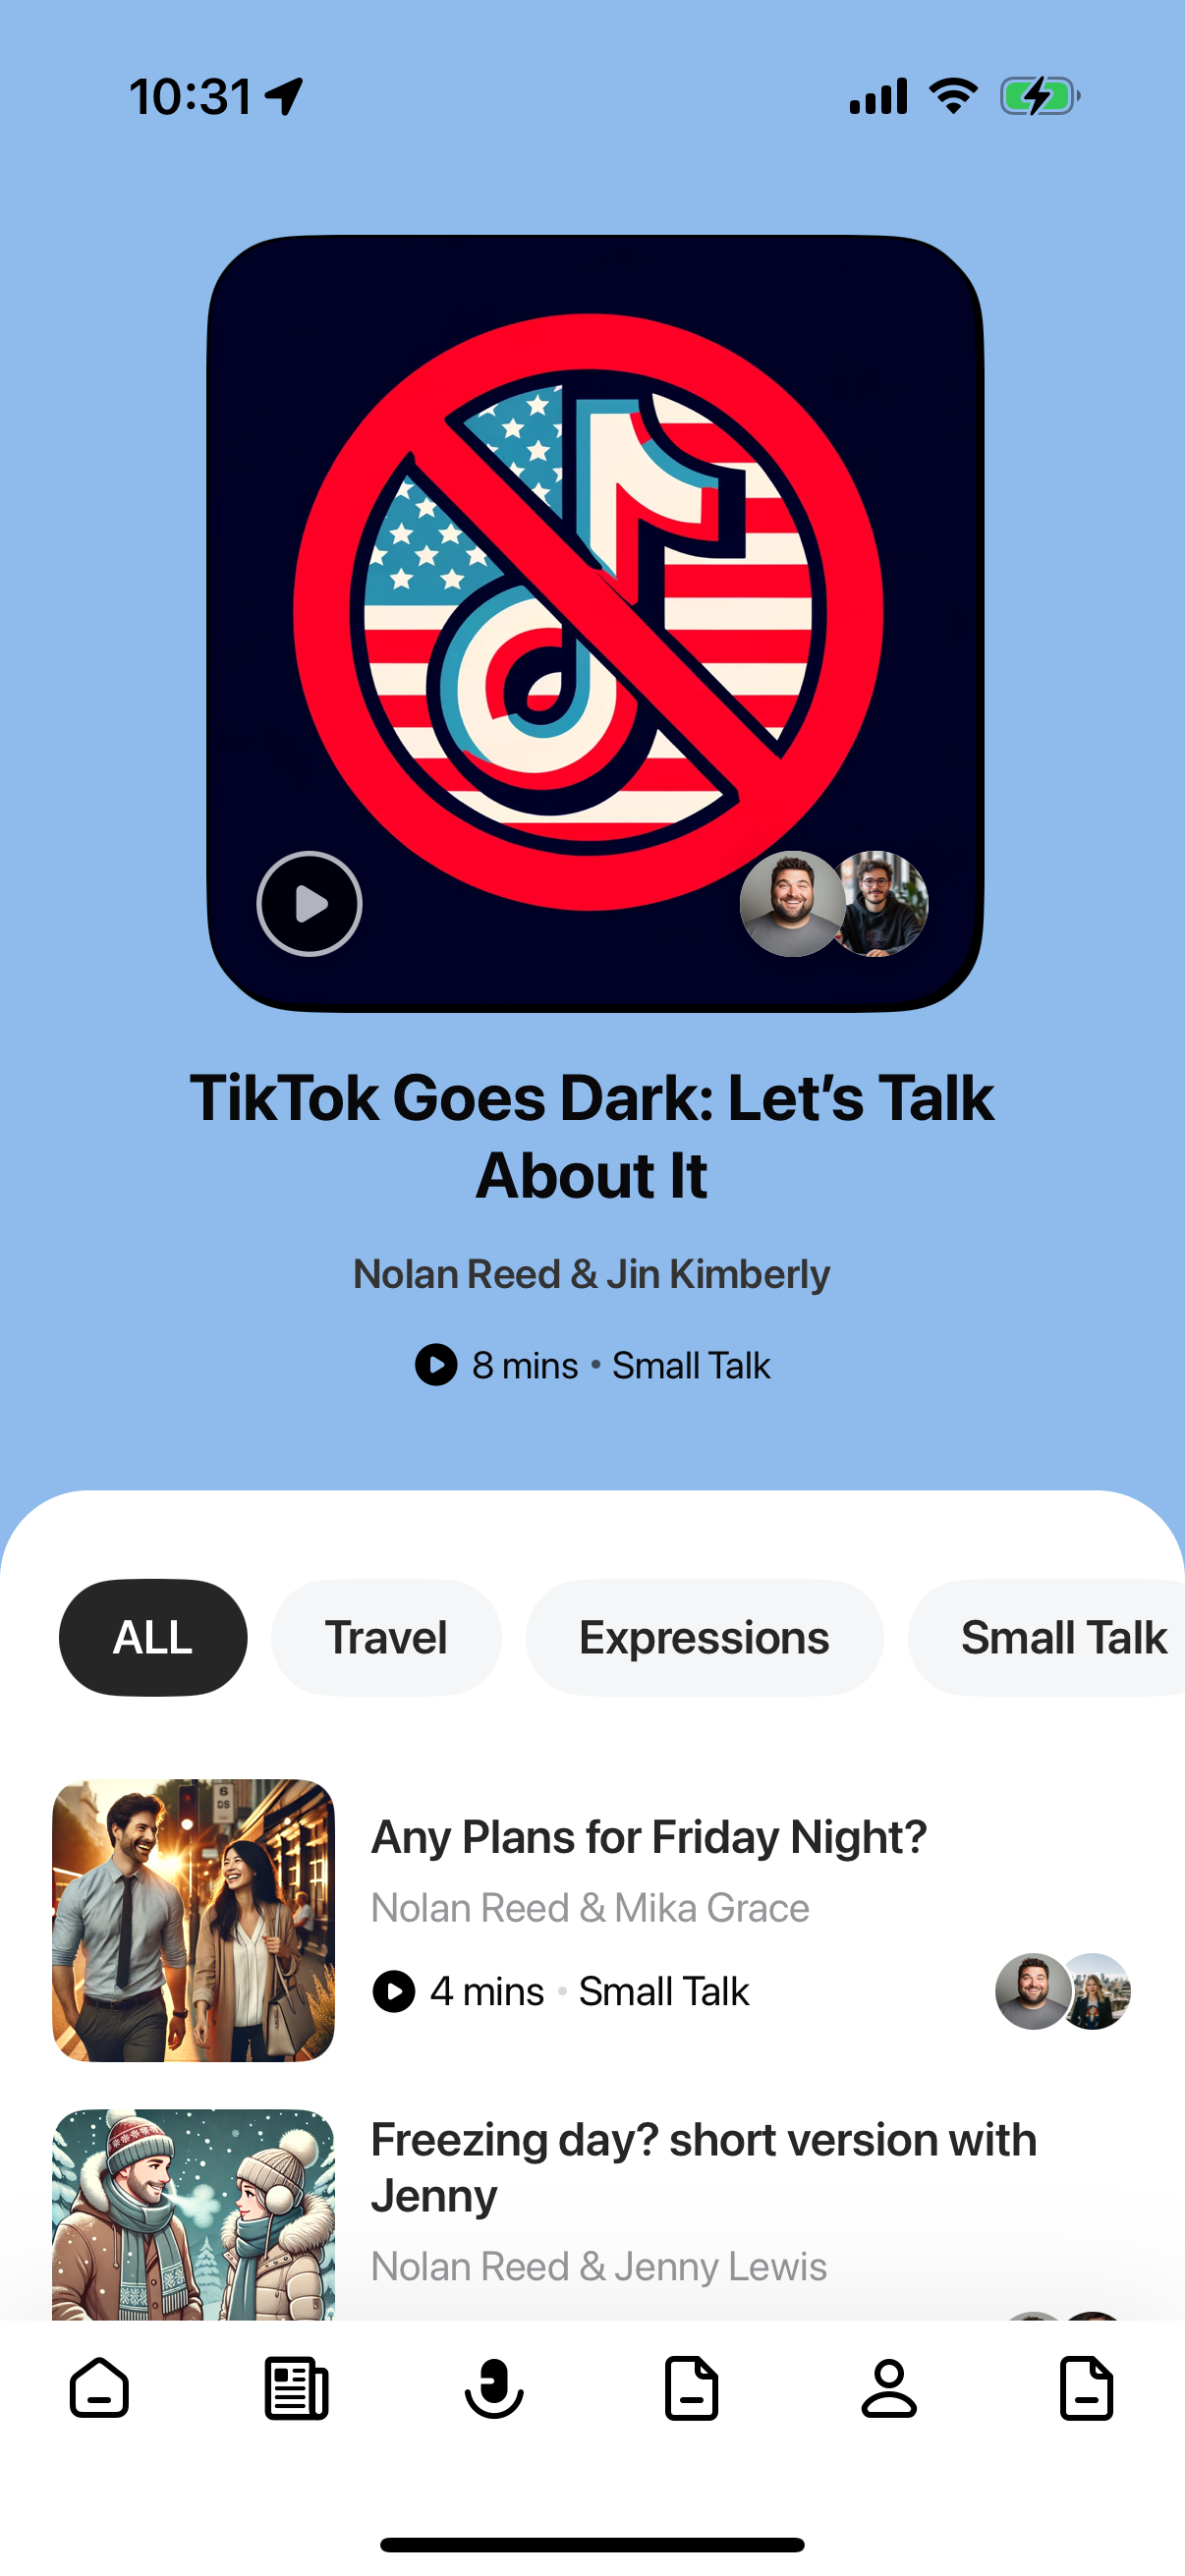 10:31
TikTok Goes Dark: Let’s Talk
About It
Nolan Reed & Jin Kimberly
8 mins • Small Talk
ALL
Travel
Expressions
Small Talk
Any Plans for Friday Night?
Nolan Reed & Mika Grace
4 mins • Small Talk
Freezing day? short version with
Jenny
Nolan Reed & Jenny Lewis